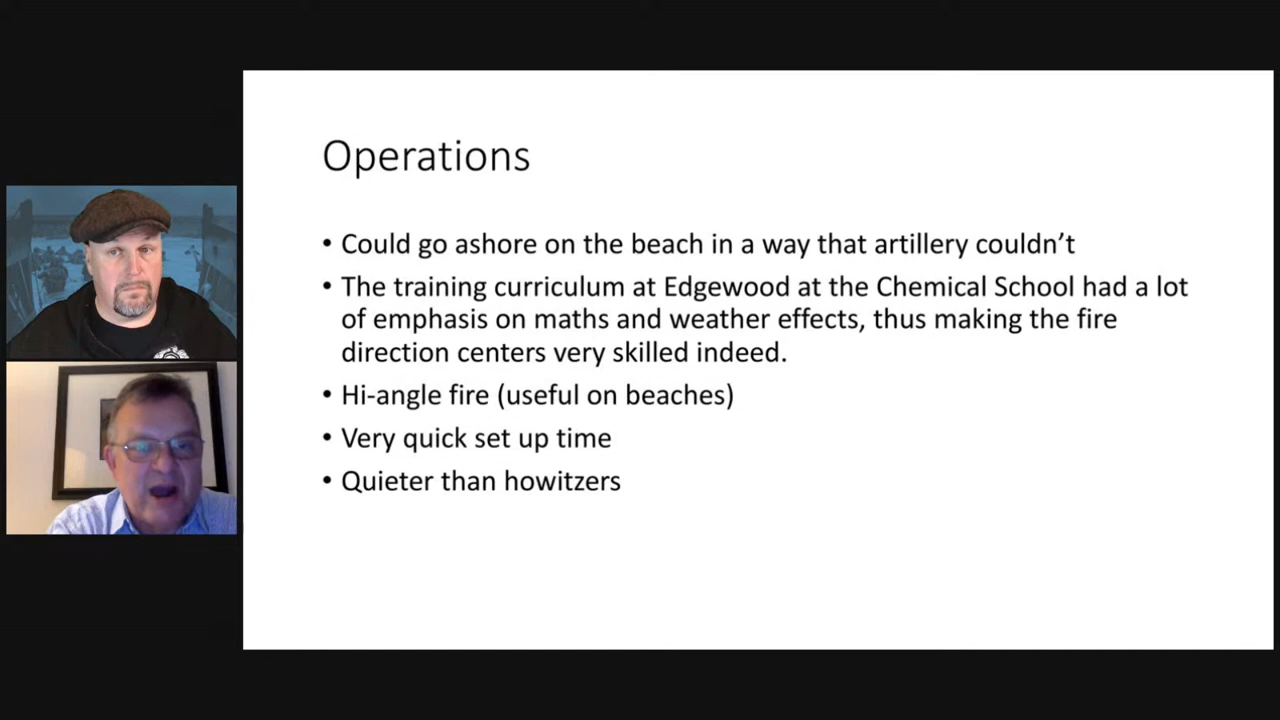 Operations
• Could go ashore on the beach in a way that artillery couldn’t
• The training curriculum at Edgewood at the Chemical School had a lot
of emphasis on maths and weather effects, thus making the fire
direction centers very skilled indeed.
• Hi-angle fire (useful on beaches)
• Very quick set up time
• Quieter than howitzers